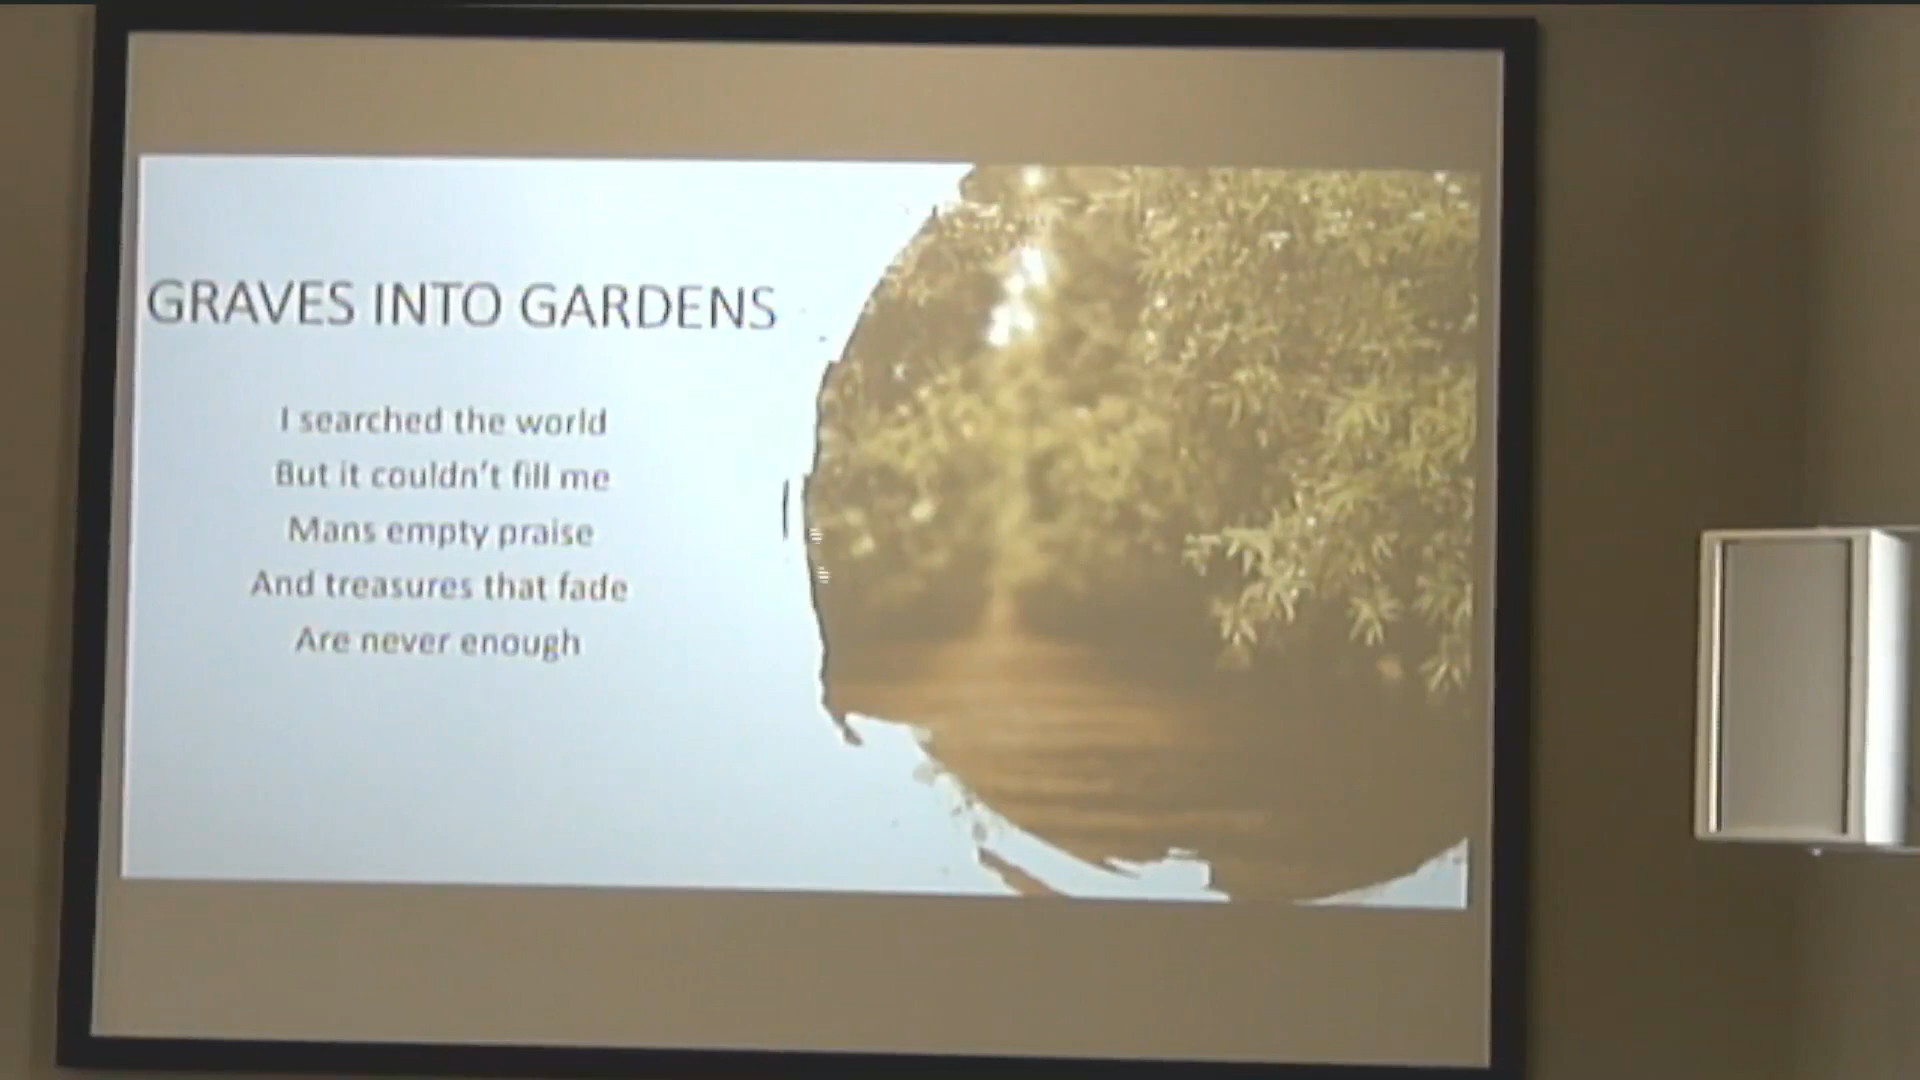 GRAVES INTO GARDENS
I searched the world
But it couldn't fill me
Mans empty praise
And treasures that fade
Are never enough